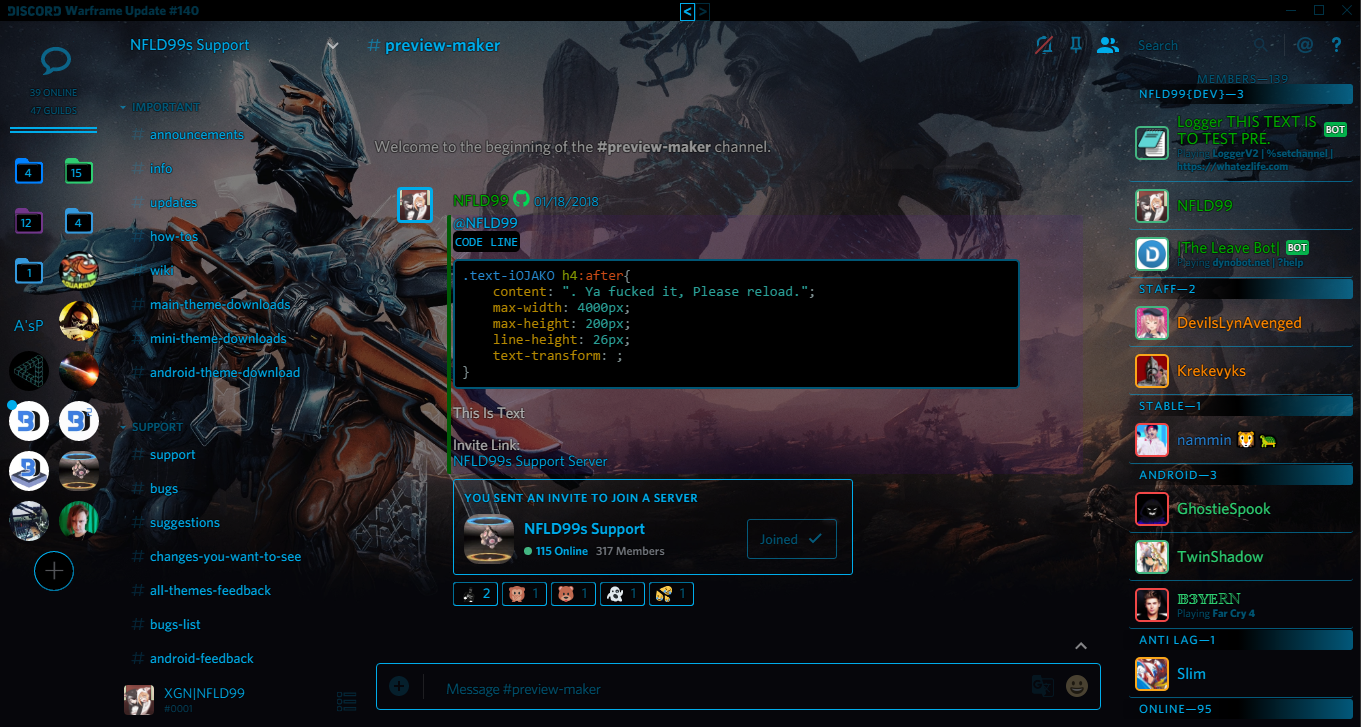 DISCORD Warframe Update #140
< >
NFLD99s Support
# preview-maker
Search
@ ?
39 ONLINE
47 GUILDS
4 15
12 4
1
A'sP
IMPORTANT
# announcements
# info
# updates
# how-tos
# wiki
# main-theme-downloads
# mini-theme-downloads
# android-theme-download
SUPPORT
# support
# bugs
# suggestions
# changes-you-want-to-see
# all-themes-feedback
# bugs-list
# android-feedback
XGN|NFLD99
#0001
Welcome to the beginning of the #preview-maker channel.
NFLD99 01/18/2018
@NFLD99
CODE LINE
.text-iOJAKO h4:after{
content: ". Ya fucked it, Please reload.";
max-width: 4000px;
max-height: 200px;
line-height: 26px;
text-transform: ;
}
This Is Text
Invite Link:
NFLD99s Support Server
YOU SENT AN INVITE TO JOIN A SERVER
NFLD99s Support
115 Online 317 Members
Joined
2 1 1 1 1
Message #preview-maker
MEMBERS—139
NFLD99{DEV}—3
Logger THIS TEXT IS
TO TEST PRE.
BOT
Playing LoggerV2 | %setchannel |
https://whatezlife.com
NFLD99
|The Leave Bot| BOT
Playing dynobot.net | ?help
STAFF—2
DevilsLynAvenged
Krekevyks
STABLE—1
nammin 🐯 🐛
ANDROID—3
GhostieSpook
TwinShadow
𝔹𝟛𝕐𝔼ℝℕ
Playing Far Cry 4
ANTI LAG—1
Slim
ONLINE—95